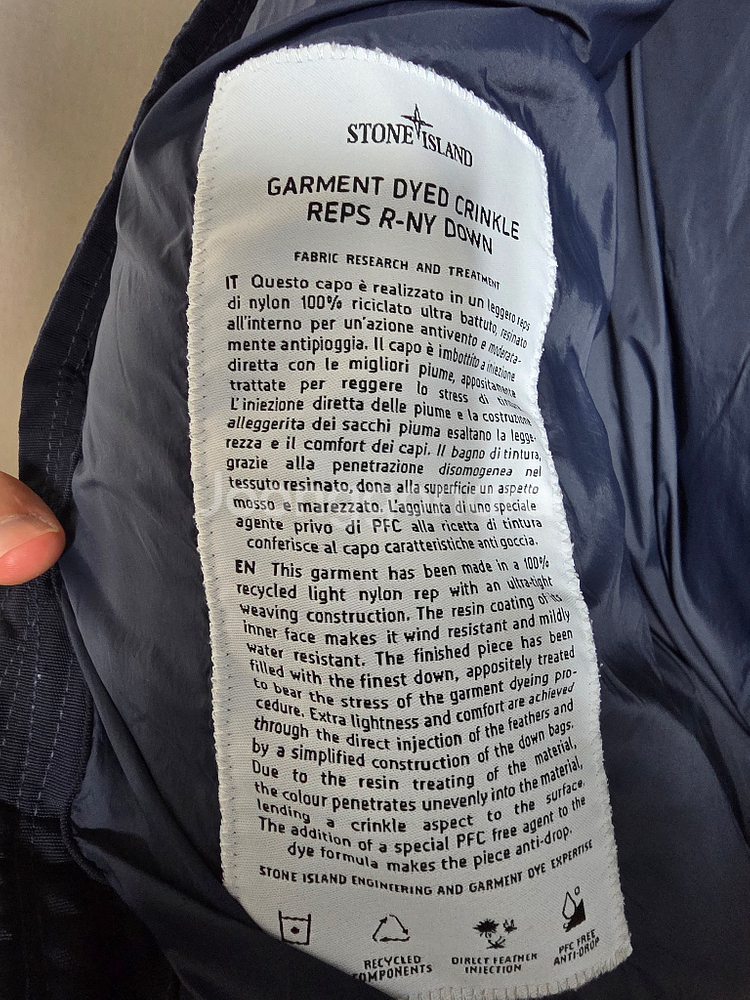 STONE ISLAND
GARMENT DYED CRINKLE
REPS R-NY DOWN
FABRIC RESEARCH AND TREATMENT
IT Questo capo è realizzato in un leggero reps
di nylon 100% riciclato ultra battuto, resinato
all'interno per un'azione antivento e moderata-
mente antipioggia. Il capo è imbottito a iniezione
diretta con le migliori piume, appositamente
trattate per reggere lo stress di
L'iniezione diretta delle piume e la costruzione
alleggerita dei sacchi piuma esaltano la legge-
rezza e il comfort dei capi. Il bagno di tintura,
grazie alla penetrazione disomogenea nel
tessuto resinato, dona alla superficie un aspetto
mosso e marezzato. L'aggiunta di uno speciale
agente privo di PFC alla ricetta di tintura
conferisce al capo caratteristiche anti goccia.
EN This garment has been made in a 100%
recycled light nylon rep with an ultra-tight
weaving construction. The resin coating of its
inner face makes it wind resistant and mildly
water resistant. The finished piece has been
filled with the finest down, appositely treated
to bear the stress of the garment dyeing pro-
cedure. Extra lightness and comfort are achieved
through the direct injection of the feathers and
by a simplified construction of the down bags.
Due to the resin treating of the material,
the colour penetrates unevenly into the material,
lending a crinkle aspect to the surface.
The addition of a special PFC free agent to the
dye formula makes the piece anti-drop.
STONE ISLAND ENGINEERING AND GARMENT DYE EXPERTISE
RECYCLED
COMPONENTS
DIRECT FEATHER
INJECTION
PFC FREE
ANTI-DROP